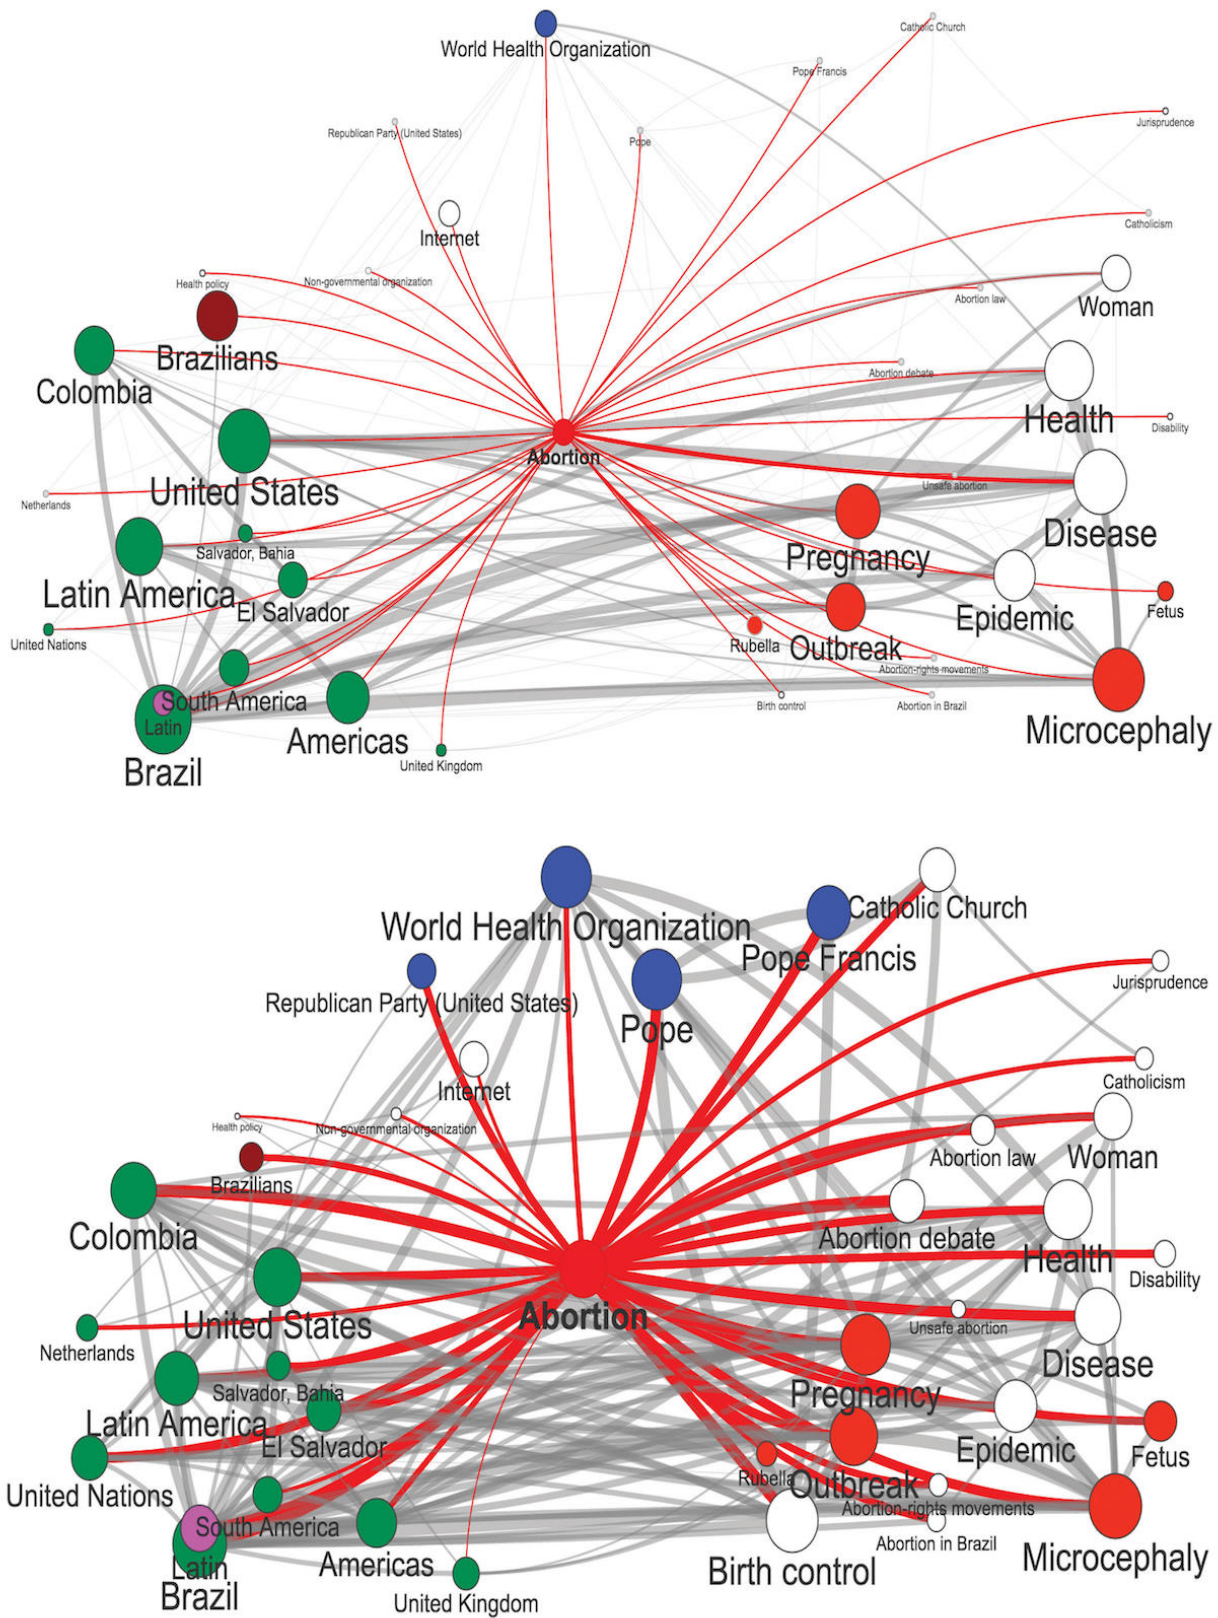 Catholic Church
World Health Organization
Pope Francis
Jurisprudence
Republican Party (United States)
Pope
Catholicism
Internet
Health policy
Non-governmental organization
Abortion law
Woman
Brazilians
Colombia
Abortion debate
Health
Disability
Abortion
United States
Unsafe abortion
Netherlands
Disease
Salvador, Bahia
Pregnancy
Latin America
El Salvador
Epidemic
Fetus
United Nations
Rubella
Outbreak
Abortion-rights movements
South America
Birth control
Abortion in Brazil
Latin
Microcephaly
Americas
Brazil
United Kingdom
Catholic Church
World Health Organization
Pope Francis
Jurisprudence
Republican Party (United States)
Pope
Catholicism
Internet
Health policy
Non-governmental organization
Abortion law
Woman
Brazilians
Colombia
Abortion debate
Health
Disability
Abortion
United States
Unsafe abortion
Netherlands
Disease
Salvador, Bahia
Pregnancy
Latin America
El Salvador
Epidemic
Fetus
Rubella
Outbreak
United Nations
Abortion-rights movements
South America
Abortion in Brazil
Latin
Americas
Birth control
Microcephaly
Brazil
United Kingdom